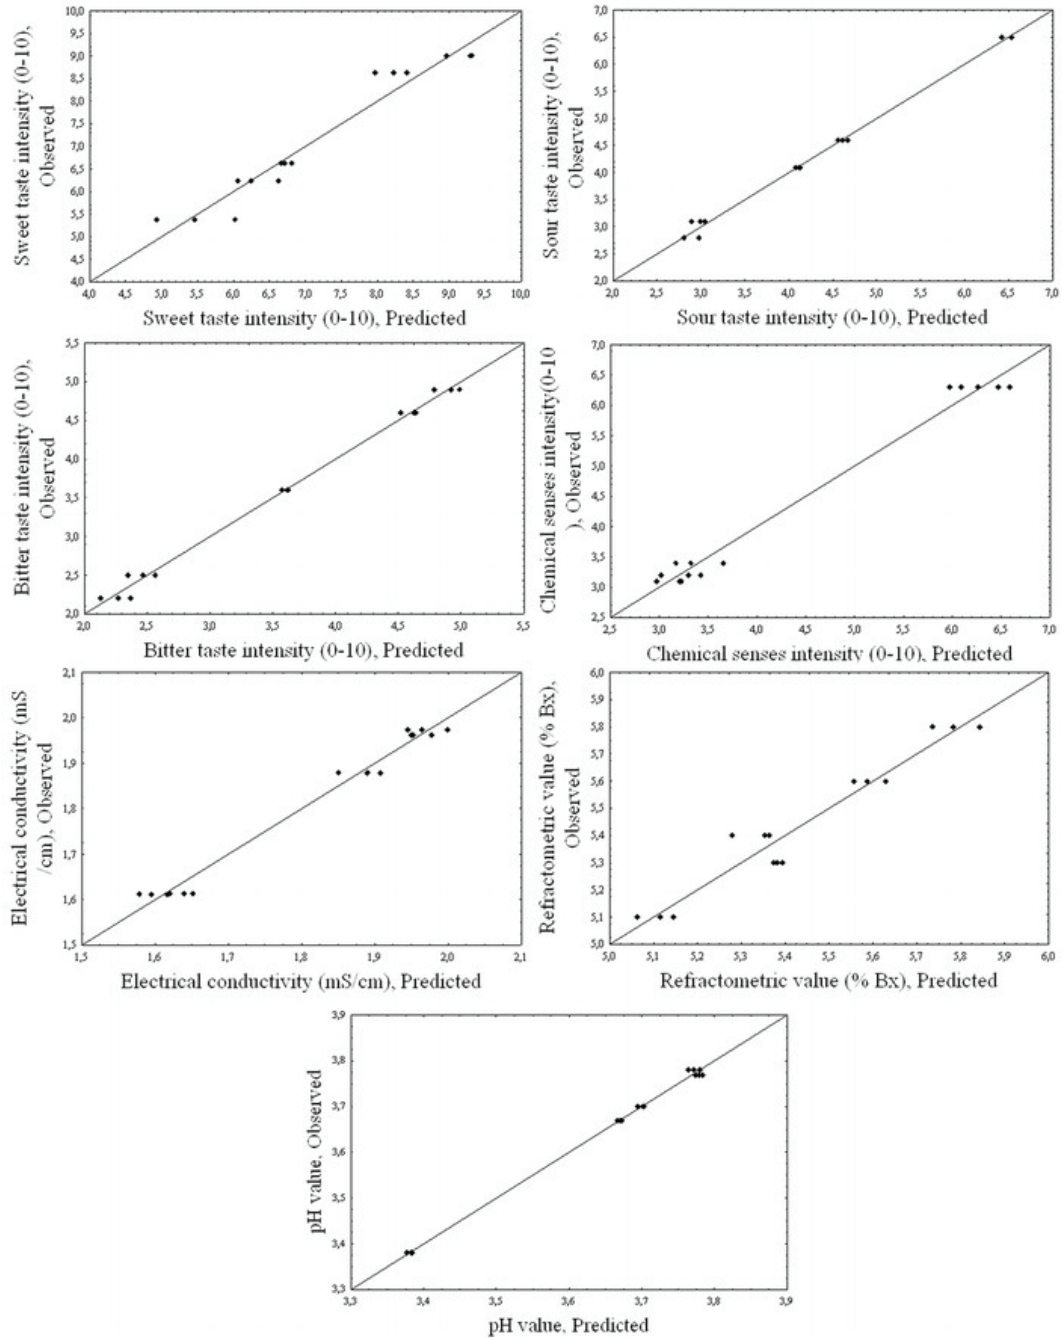 Sweet taste intensity (0-10),
Observed
10,0
9,5
9,0
8,5
8,0
7,5
7,0
6,5
6,0
5,5
5,0
4,5
4,0
4,0 4,5 5,0 5,5 6,0 6,5 7,0 7,5 8,0 8,5 9,0 9,5 10,0
Sweet taste intensity (0-10), Predicted
Sour taste intensity (0-10),
Observed
7,0
6,5
6,0
5,5
5,0
4,5
4,0
3,5
3,0
2,5
2,0
2,0 2,5 3,0 3,5 4,0 4,5 5,0 5,5 6,0 6,5 7,0
Sour taste intensity (0-10), Predicted
Bitter taste intensity (0-10),
Observed
5,5
5,0
4,5
4,0
3,5
3,0
2,5
2,0
2,0 2,5 3,0 3,5 4,0 4,5 5,0 5,5
Bitter taste intensity (0-10), Predicted
Chemical senses intensity(0-10
), Observed
7,0
6,5
6,0
5,5
5,0
4,5
4,0
3,5
3,0
2,5
2,5 3,0 3,5 4,0 4,5 5,0 5,5 6,0 6,5 7,0
Chemical senses intensity (0-10), Predicted
Electrical conductivity (mS
/cm), Observed
2,1
2,0
1,9
1,8
1,7
1,6
1,5
1,5 1,6 1,7 1,8 1,9 2,0 2,1
Electrical conductivity (mS/cm), Predicted
Refractometric value (% Bx),
Observed
6,0
5,9
5,8
5,7
5,6
5,5
5,4
5,3
5,2
5,1
5,0
5,0 5,1 5,2 5,3 5,4 5,5 5,6 5,7 5,8 5,9 6,0
Refractometric value (% Bx), Predicted
pH value, Observed
3,9
3,8
3,7
3,6
3,5
3,4
3,3
3,3 3,4 3,5 3,6 3,7 3,8 3,9
pH value, Predicted